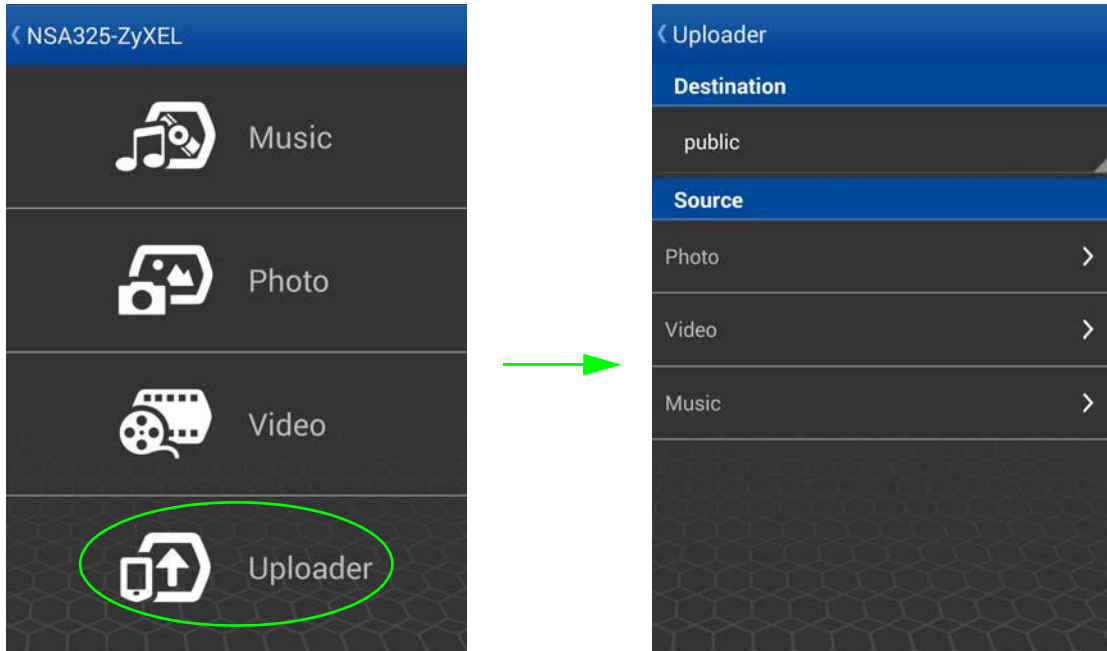 NSA325-ZyXEL
Music
Photo
Video
Uploader
Uploader
Destination
public
Source
Photo
Video
Music